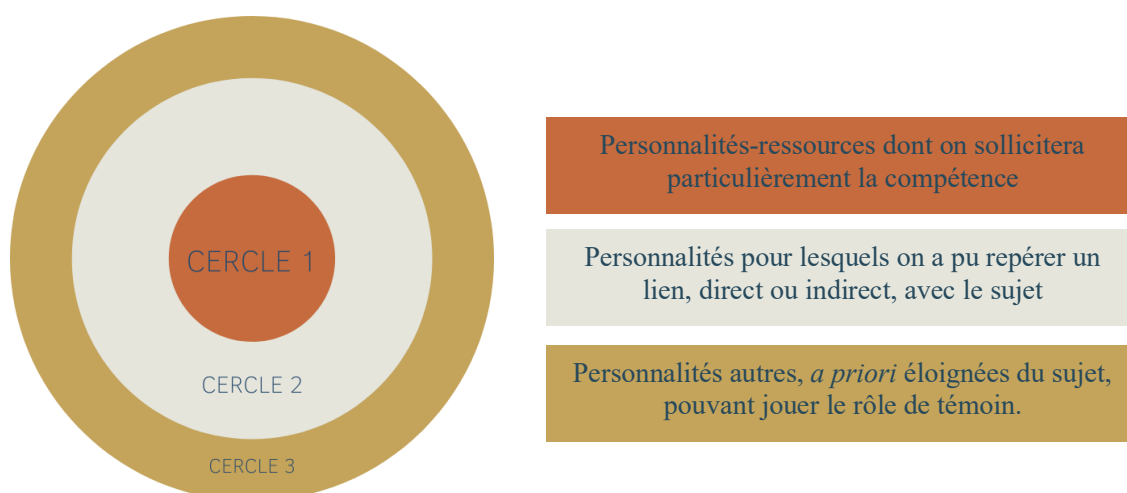 CERCLE 1
CERCLE 2
CERCLE 3
Personnalités-ressources dont on sollicitera
particulièrement la compétence
Personnalités pour lesquels on a pu repérer un
lien, direct ou indirect, avec le sujet
Personnalités autres, a priori éloignées du sujet,
pouvant jouer le rôle de témoin.